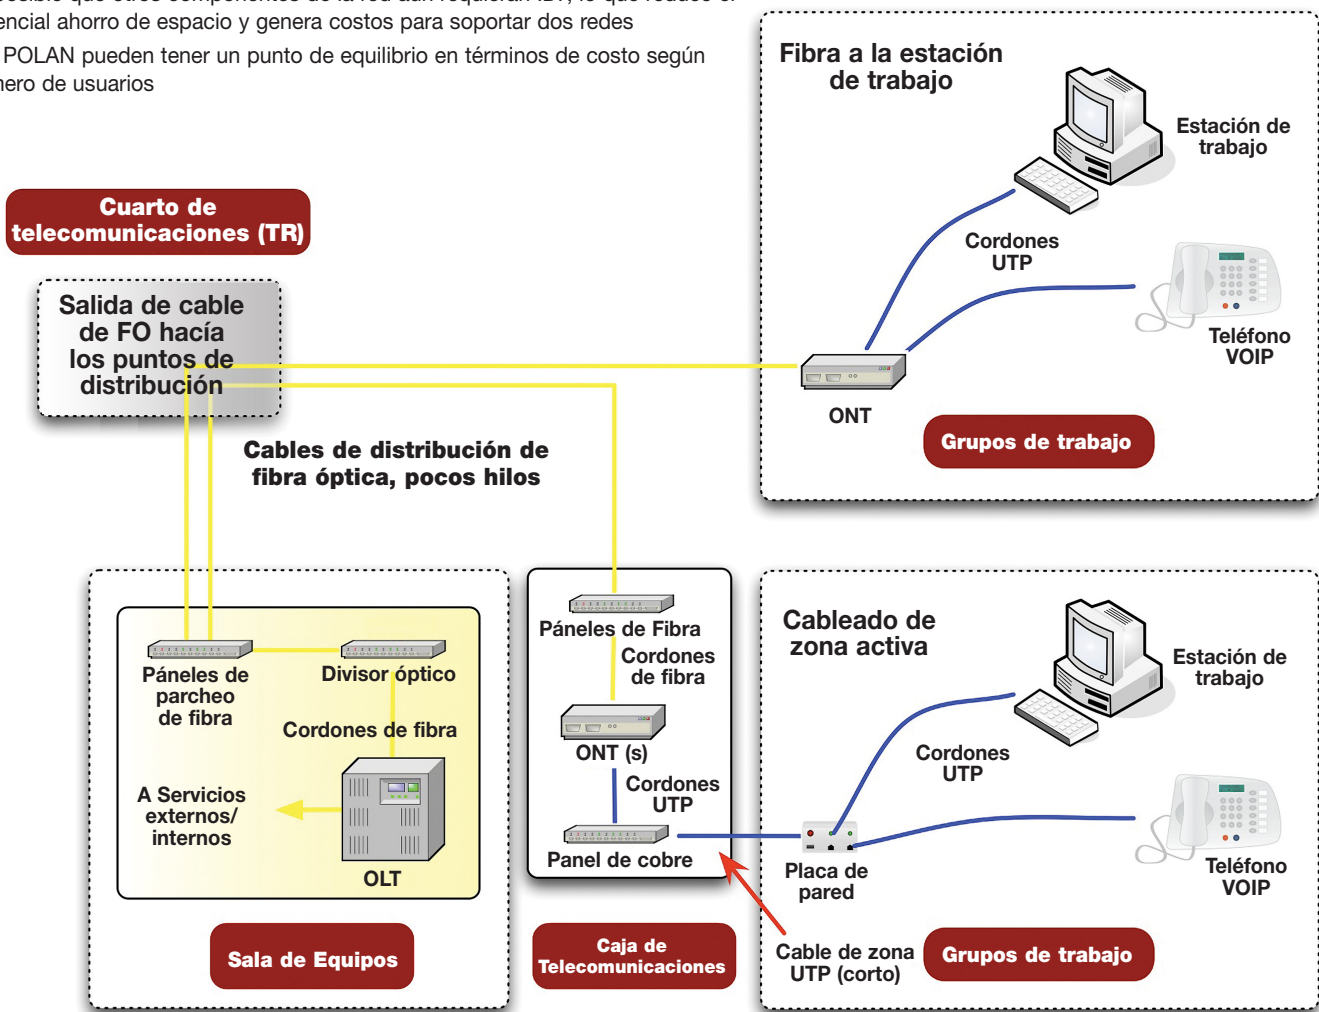 requieran IDF, lo que reduce el
ahorro de espacio y genera costos para soportar dos redes
POLAN pueden tener un punto de equilibrio en términos de costo según
de usuarios
Fibra a la estación
de trabajo
Estación de
trabajo
Cuarto de
telecomunicaciones (TR)
Cordones
UTP
Salida de cable
de FO hacía
los puntos de
distribución
Teléfono
VOIP
ONT
Grupos de trabajo
Cables de distribución de
fibra óptica, pocos hilos
Páneles de Fibra
Cordones
de fibra
ONT (s)
Cordones
UTP
Panel de cobre
Cableado de
zona activa
Estación de
trabajo
Cordones
UTP
Placa de
pared
Teléfono
VOIP
Páneles de
parcheo
de fibra
Divisor óptico
Cordones de fibra
A Servicios
externos/
internos
OLT
Sala de Equipos
Caja de
Telecomunicaciones
Cable de zona
UTP (corto)
Grupos de trabajo